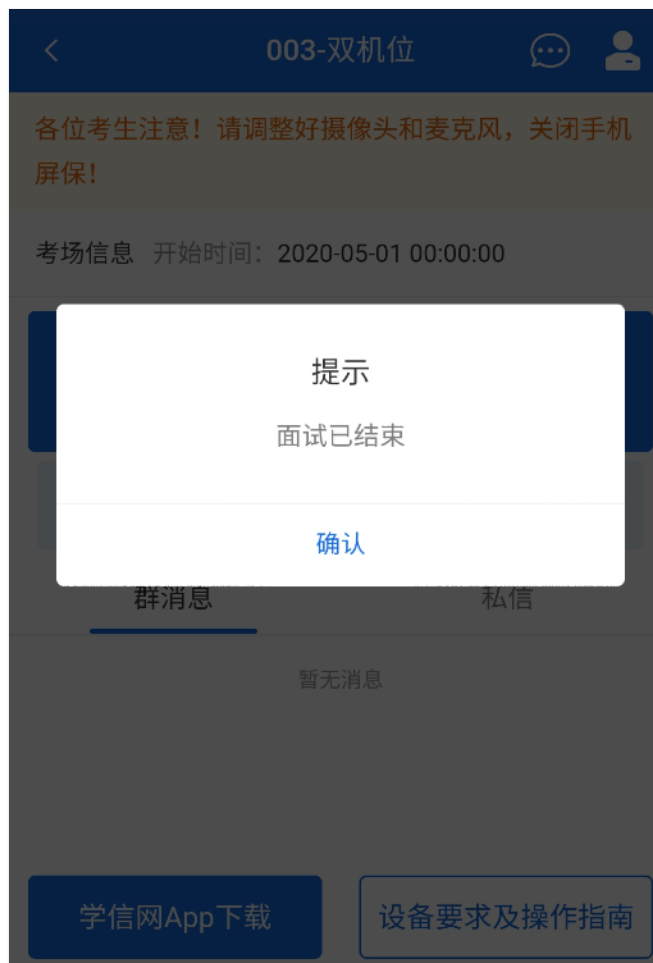 003-双机位
各位考生注意！请调整好摄像头和麦克风，关闭手机
屏保！
考场信息 开始时间：2020-05-01 00:00:00
提示
面试已结束
确认
群消息 私信
暂无消息
学信网App下载 设备要求及操作指南